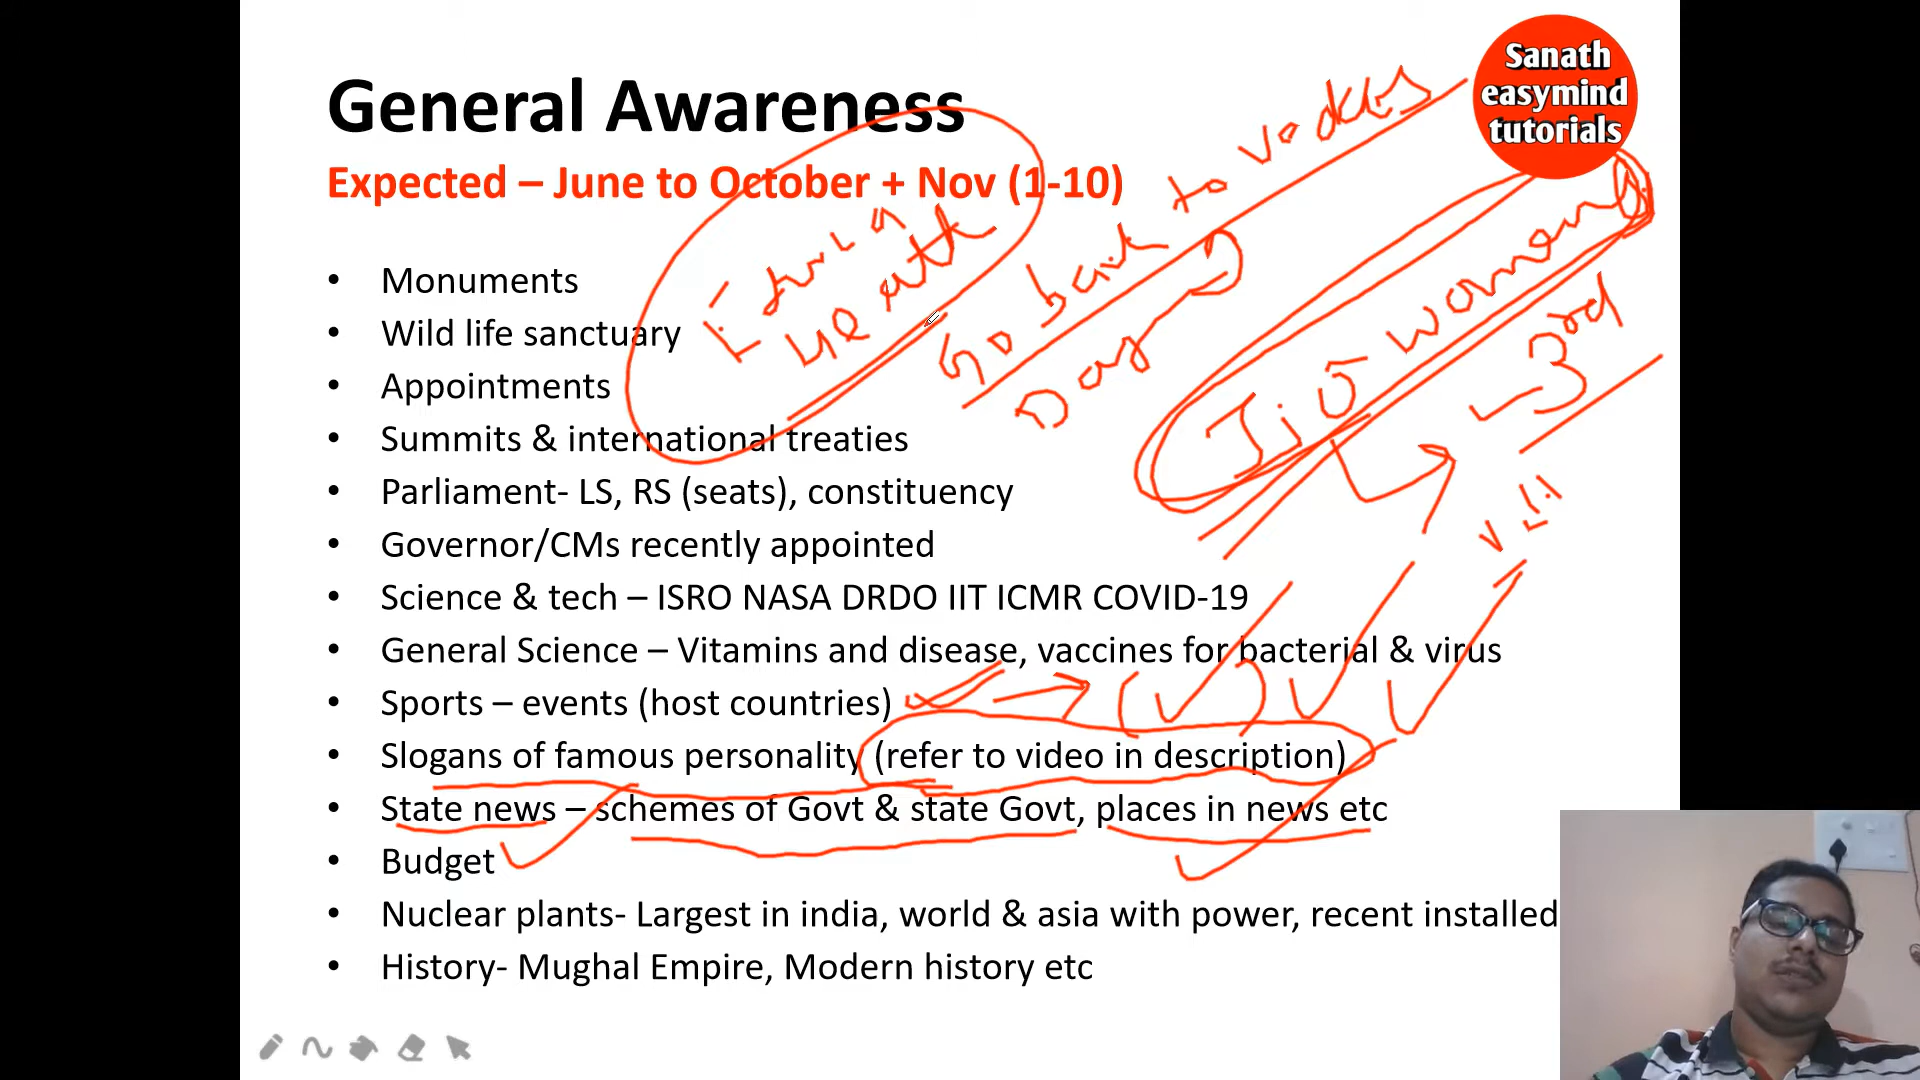 General Awareness
Sanath
easymind
tutorials
Expected – June to October + Nov (1-10)
Go back to vedas
Day
Jio women
3rd
• Monuments
• Wild life sanctuary
• Appointments
• Summits & international treaties
• Parliament- LS, RS (seats), constituency
• Governor/CMs recently appointed
• Science & tech – ISRO NASA DRDO IIT ICMR COVID-19
• General Science – Vitamins and disease, vaccines for bacterial & virus
• Sports – events (host countries)
• Slogans of famous personality (refer to video in description)
• State news – schemes of Govt & state Govt, places in news etc
• Budget
• Nuclear plants- Largest in india, world & asia with power, recent installed
• History- Mughal Empire, Modern history etc